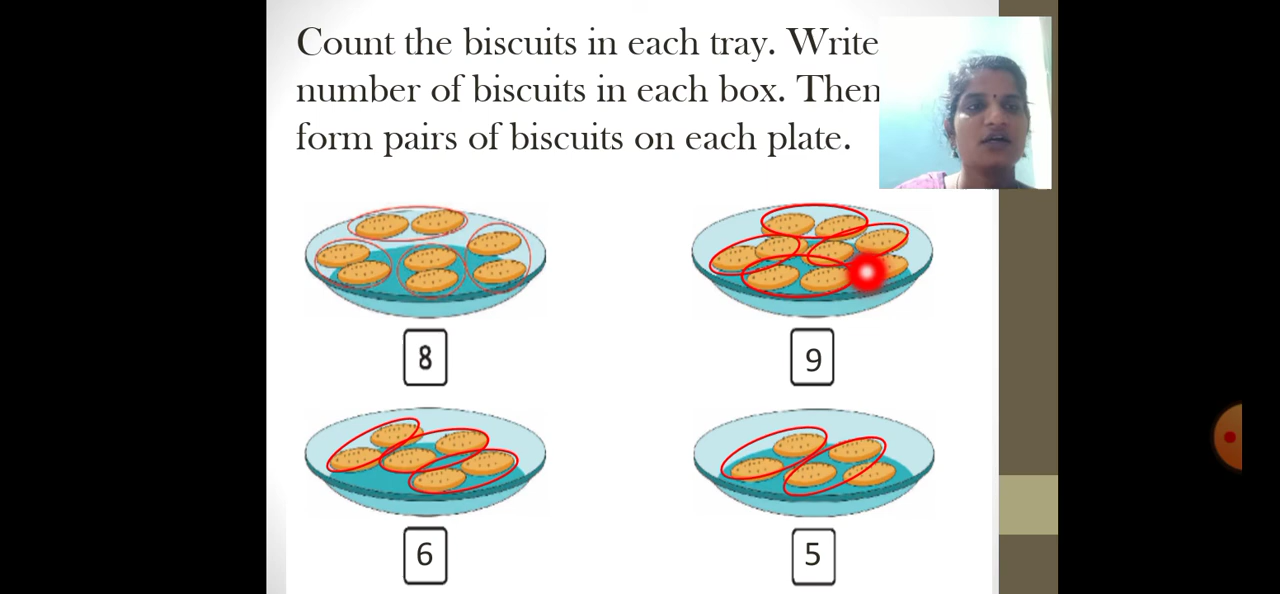 Count the biscuits in each tray. Write
number of biscuits in each box. Then
form pairs of biscuits on each plate.
8
9
6
5